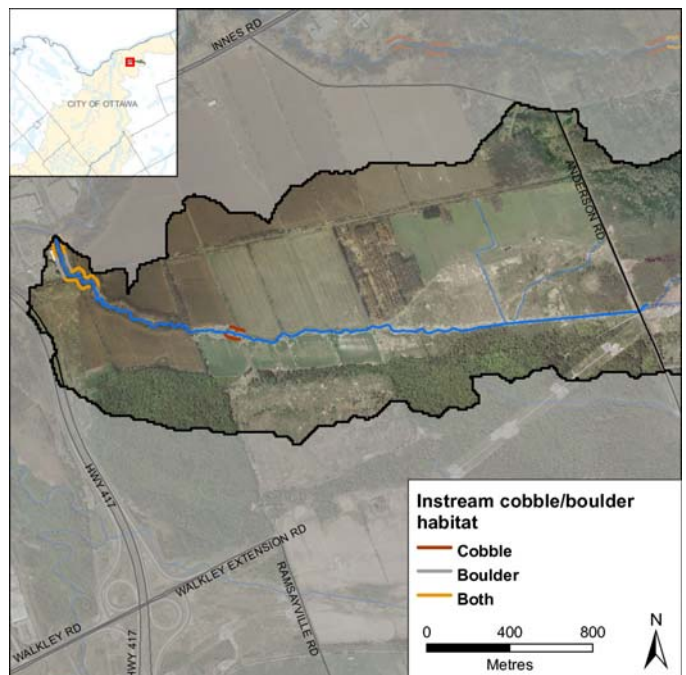 CITY OF OTTAWA
INNES RD
ANDERSON RD
HWY 417
WALKLEY EXTENSION RD
RAMSAYVILLE RD
WALKLEY RD
HWY 417
Instream cobble/boulder
habitat
Cobble
Boulder
Both
0 400 800
Metres
N